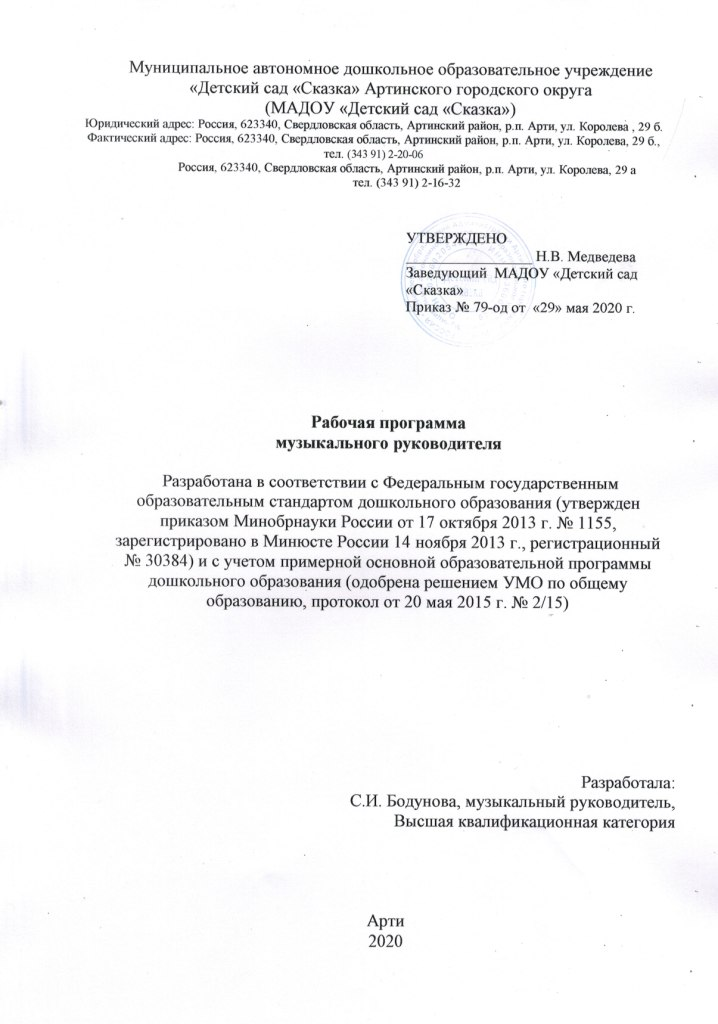 Муниципальное автономное дошкольное образовательное учреждение
«Детский сад «Сказка» Артинского городского округа
(МАДОУ «Детский сад «Сказка»)
Юридический адрес: Россия, 623340, Свердловская область, Артинский район, р.п. Арти, ул. Королева , 29 б.
Фактический адрес: Россия, 623340, Свердловская область, Артинский район, р.п. Арти, ул. Королева, 29 б.,
тел. (343 91) 2-20-06
Россия, 623340, Свердловская область, Артинский район, р.п. Арти, ул. Королева, 29 а
тел. (343 91) 2-16-32
УТВЕРЖДЕНО
_________________ Н.В. Медведева
Заведующий МАДОУ «Детский сад
«Сказка»
Приказ № 79-од от «29» мая 2020 г.
Рабочая программа
музыкального руководителя
Разработана в соответствии с Федеральным государственным
образовательным стандартом дошкольного образования (утвержден
приказом Минобрнауки России от 17 октября 2013 г. № 1155,
зарегистрировано в Минюсте России 14 ноября 2013 г., регистрационный
№ 30384) и с учетом примерной основной образовательной программы
дошкольного образования (одобрена решением УМО по общему
образованию, протокол от 20 мая 2015 г. № 2/15)
Разработала:
С.И. Бодунова, музыкальный руководитель,
Высшая квалификационная категория
Арти
2020